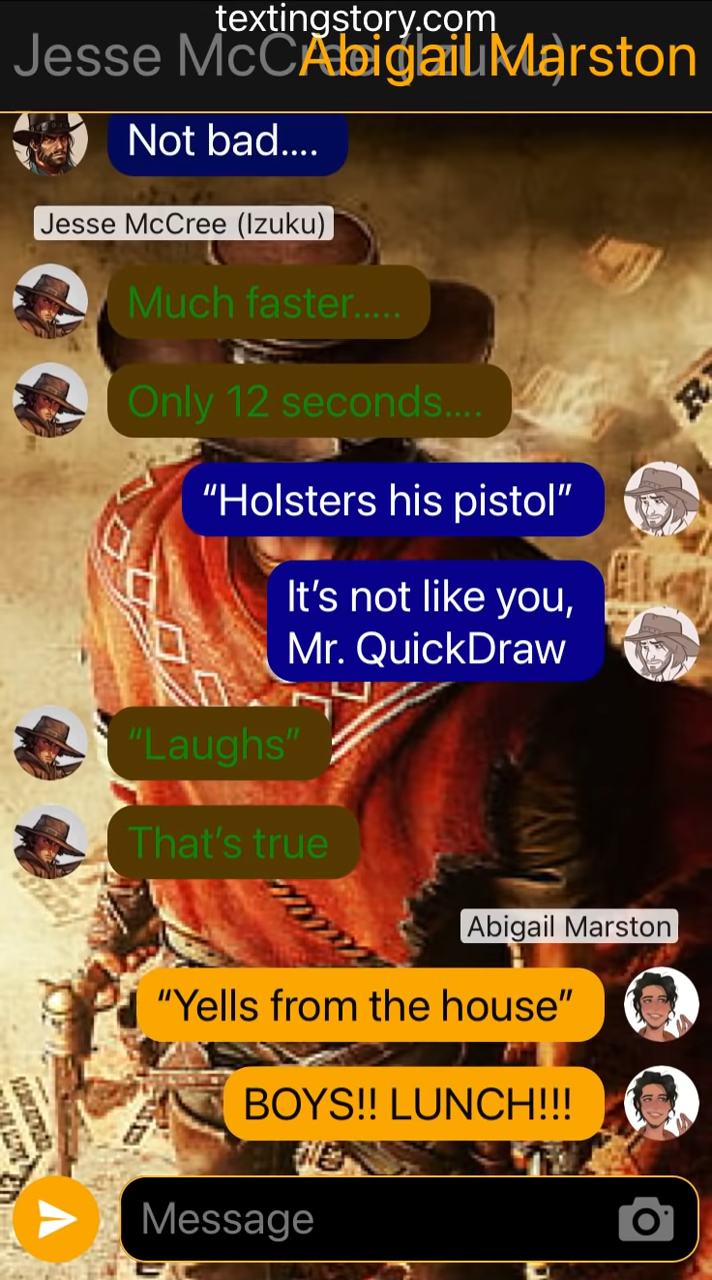 textingstory.com
Jesse McCree (Izuku)
Abigail Marston
Not bad....
Jesse McCree (Izuku)
Much faster.....
Only 12 seconds....
“Holsters his pistol”
It’s not like you,
Mr. QuickDraw
“Laughs”
That’s true
Abigail Marston
“Yells from the house”
BOYS!! LUNCH!!!
Message